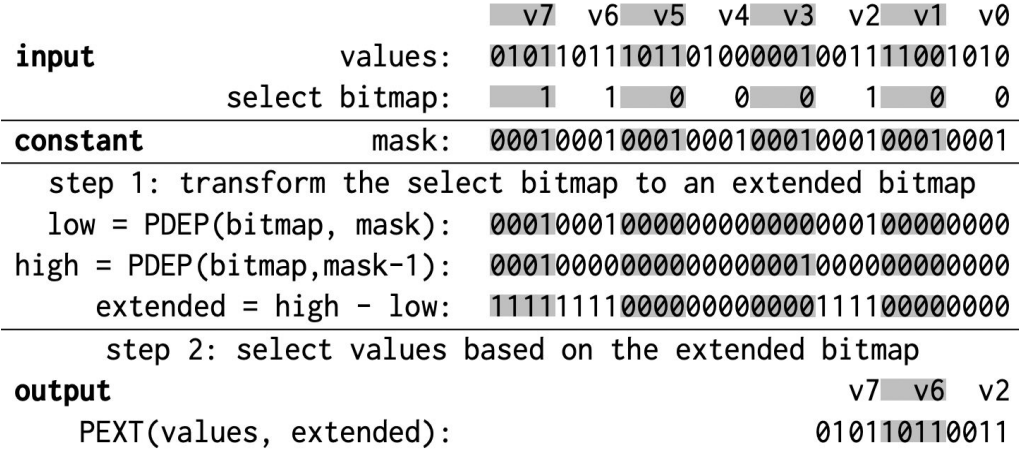 v7 v6 v5 v4 v3 v2 v1 v0
input values: 01011011101101000001001111001010
select bitmap: 1 1 0 0 0 1 0 0
constant mask: 00010001000100010001000100010001
step 1: transform the select bitmap to an extended bitmap
low = PDEP(bitmap, mask): 00010001000000000000000100000000
high = PDEP(bitmap,mask-1): 00010000000000000001000000000000
extended = high - low: 11111111000000000000111100000000
step 2: select values based on the extended bitmap
output v7 v6 v2
PEXT(values, extended): 010110110011